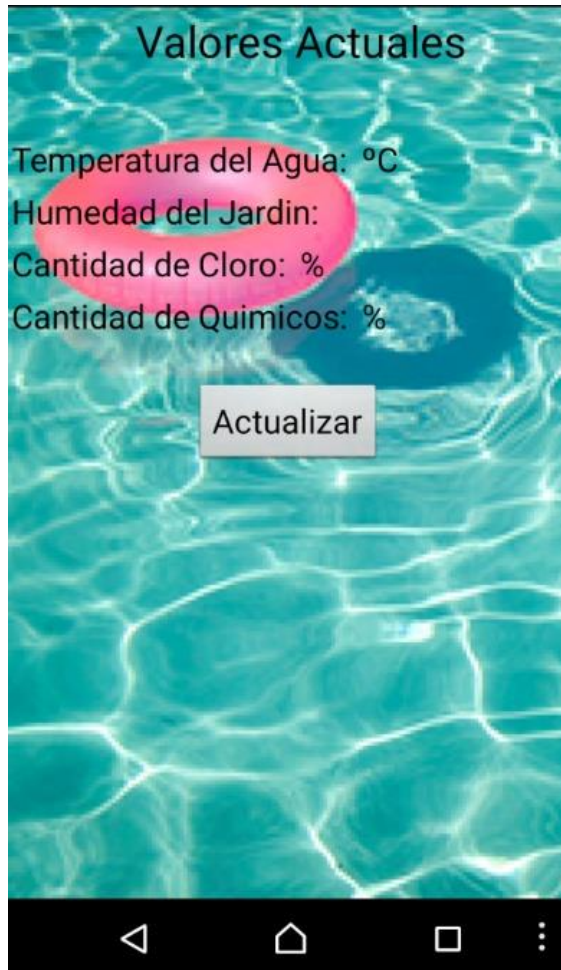 Valores Actuales
Temperatura del Agua: ºC
Humedad del Jardin:
Cantidad de Cloro: %
Cantidad de Quimicos: %
Actualizar